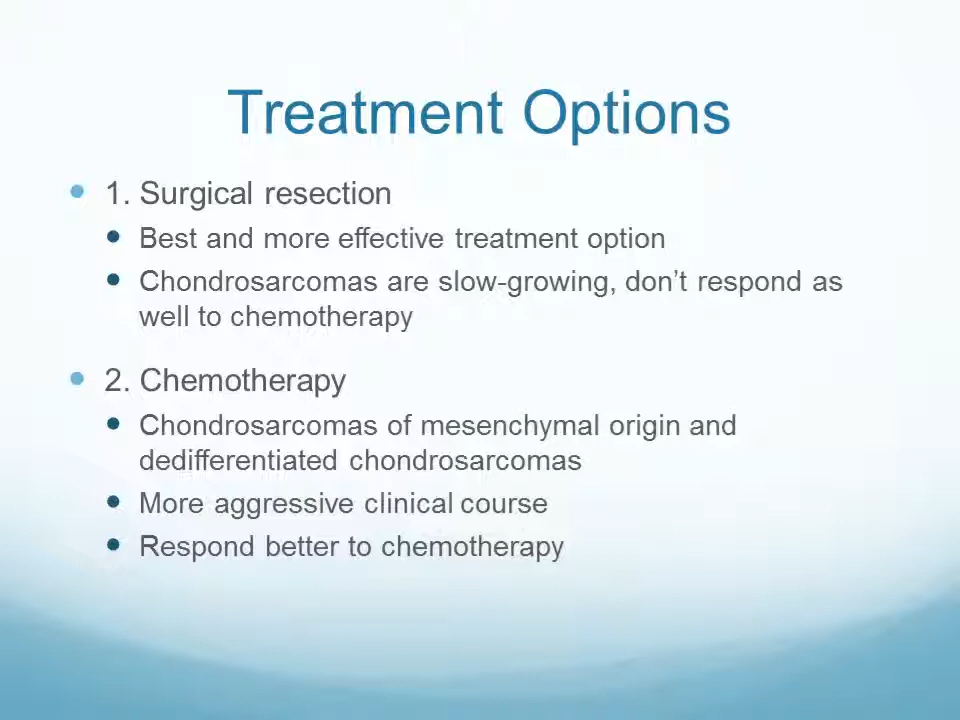 Treatment Options
1. Surgical resection
Best and more effective treatment option
Chondrosarcomas are slow-growing, don’t respond as
well to chemotherapy
2. Chemotherapy
Chondrosarcomas of mesenchymal origin and
dedifferentiated chondrosarcomas
More aggressive clinical course
Respond better to chemotherapy